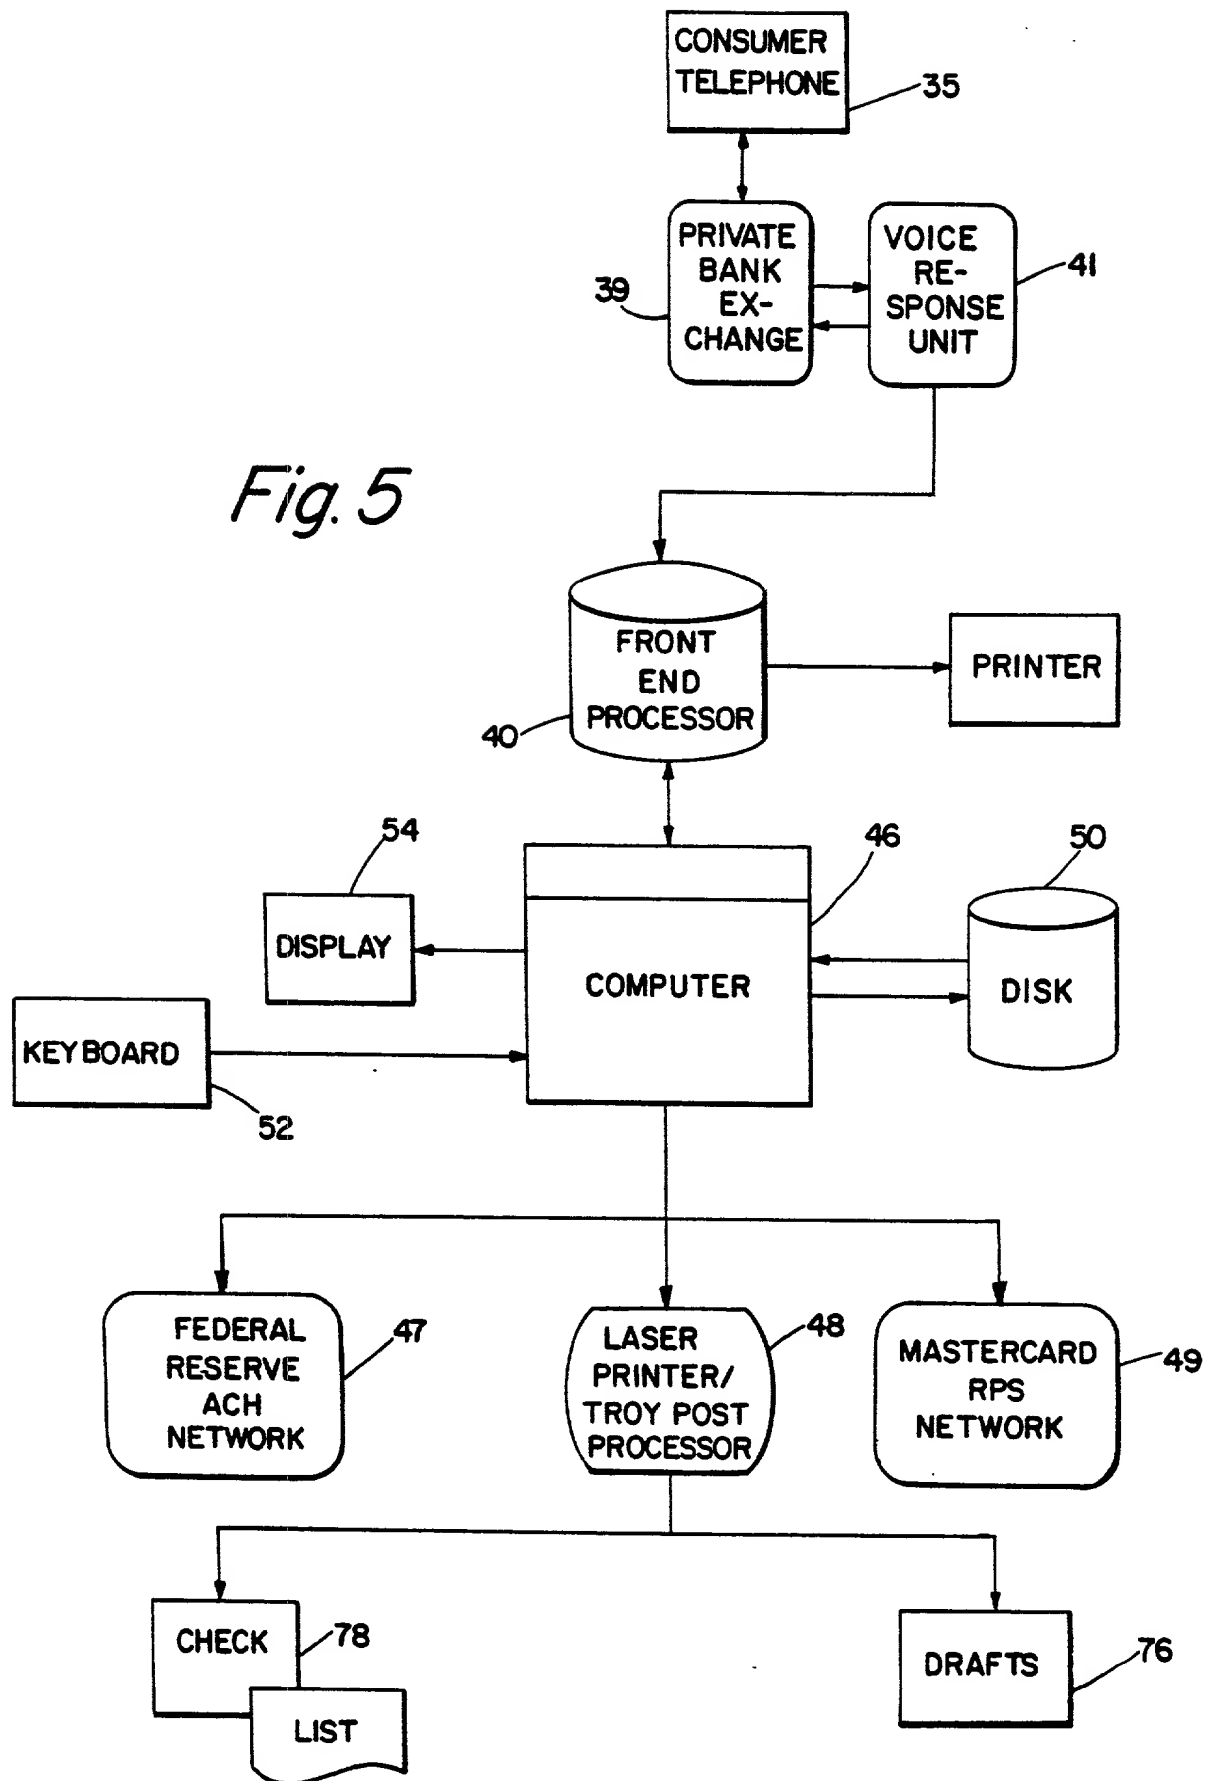 CONSUMER
TELEPHONE
35
PRIVATE
BANK
EX-
CHANGE
39
VOICE
RE-
SPONSE
UNIT
41
Fig. 5
FRONT
END
PROCESSOR
40
PRINTER
54
46
50
DISPLAY
COMPUTER
DISK
KEYBOARD
52
FEDERAL
RESERVE
ACH
NETWORK
47
LASER
PRINTER/
TROY POST
PROCESSOR
48
MASTERCARD
RPS
NETWORK
49
CHECK
78
LIST
DRAFTS
76